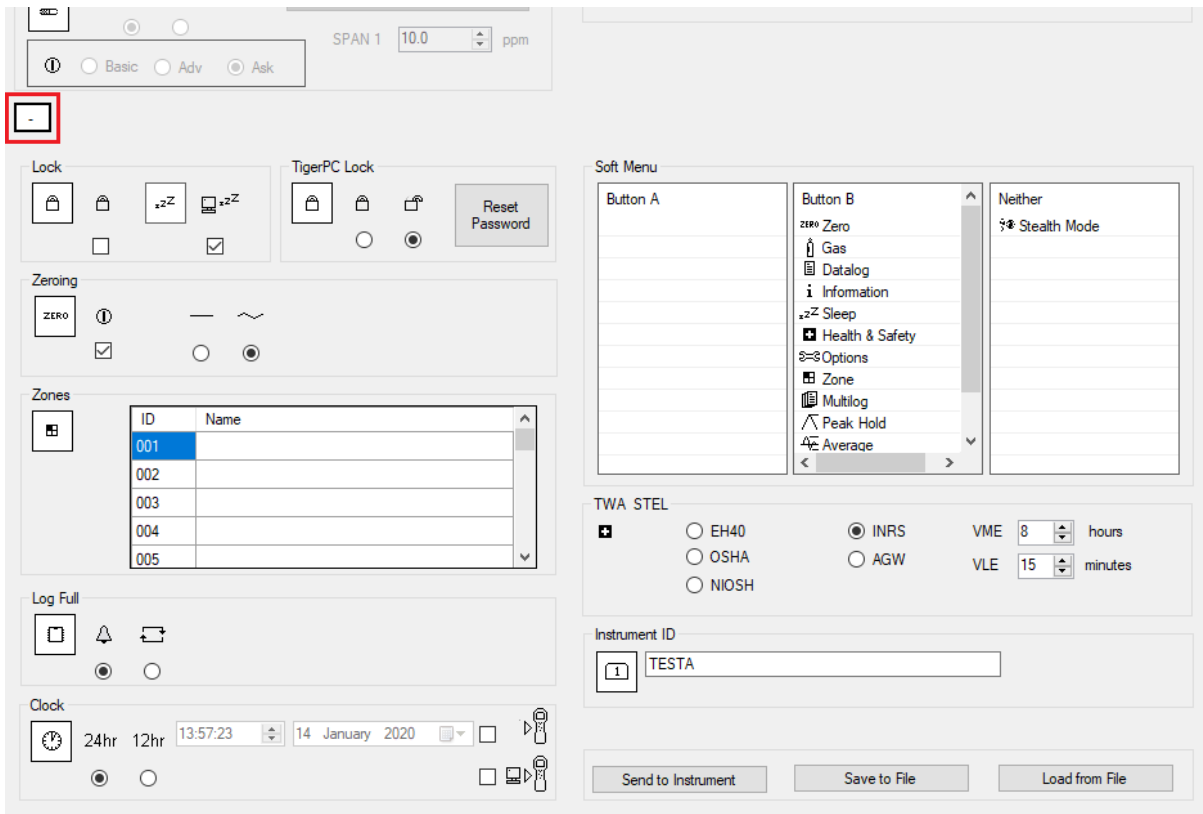 SPAN 1 10.0 ppm
Basic Adv Ask
-
Lock
zzZ zzZ
TigerPC Lock
Reset
Password
Zeroing
ZERO
Zones
ID Name
001
002
003
004
005
Log Full
Clock
24hr 12hr 13:57:23 14 January 2020
Soft Menu
Button A
Button B
ZERO Zero
Gas
Datalog
i Information
zzZ Sleep
Health & Safety
Options
Zone
Multilog
Peak Hold
Average
Neither
Stealth Mode
TWA STEL
EH40 INRS VME 8 hours
OSHA AGW VLE 15 minutes
NIOSH
Instrument ID
1 TESTA
Send to Instrument Save to File Load from File